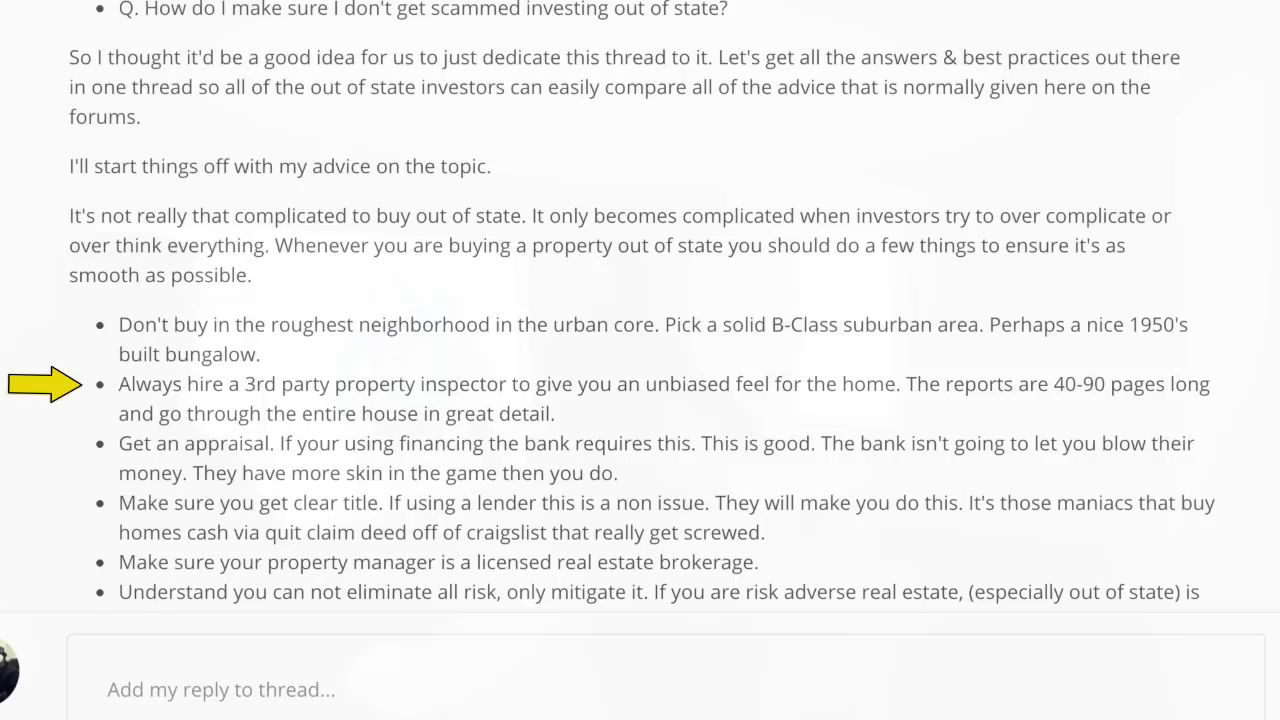 • Q. How do I make sure I don't get scammed investing out of state?
So I thought it'd be a good idea for us to just dedicate this thread to it. Let's get all the answers & best practices out there
in one thread so all of the out of state investors can easily compare all of the advice that is normally given here on the
forums.
I'll start things off with my advice on the topic.
It's not really that complicated to buy out of state. It only becomes complicated when investors try to over complicate or
over think everything. Whenever you are buying a property out of state you should do a few things to ensure it's as
smooth as possible.
• Don't buy in the roughest neighborhood in the urban core. Pick a solid B-Class suburban area. Perhaps a nice 1950's
built bungalow.
• Always hire a 3rd party property inspector to give you an unbiased feel for the home. The reports are 40-90 pages long
and go through the entire house in great detail.
• Get an appraisal. If your using financing the bank requires this. This is good. The bank isn't going to let you blow their
money. They have more skin in the game then you do.
• Make sure you get clear title. If using a lender this is a non issue. They will make you do this. It's those maniacs that buy
homes cash via quit claim deed off of craigslist that really get screwed.
• Make sure your property manager is a licensed real estate brokerage.
• Understand you can not eliminate all risk, only mitigate it. If you are risk adverse real estate, (especially out of state) is
Add my reply to thread...